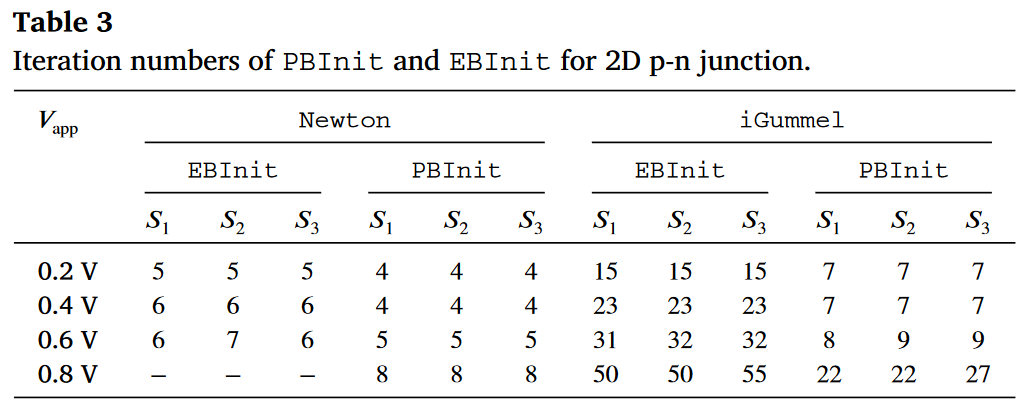 Table 3
Iteration numbers of PBInit and EBInit for 2D p-n junction.
V_app Newton iGummel
EBInit PBInit EBInit PBInit
S_1 S_2 S_3 S_1 S_2 S_3 S_1 S_2 S_3 S_1 S_2 S_3
0.2 V 5 5 5 4 4 4 15 15 15 7 7 7
0.4 V 6 6 6 4 4 4 23 23 23 7 7 7
0.6 V 6 7 6 5 5 5 31 32 32 8 9 9
0.8 V – – – 8 8 8 50 50 55 22 22 27